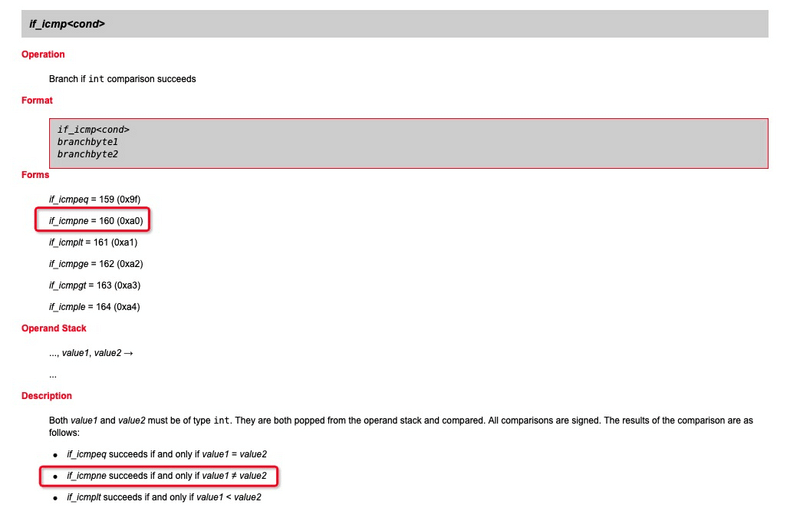 if_icmp<cond>
Operation
Branch if int comparison succeeds
Format
if_icmp<cond>
branchbyte1
branchbyte2
Forms
if_icmpeq = 159 (0x9f)
if_icmpne = 160 (0xa0)
if_icmplt = 161 (0xa1)
if_icmpge = 162 (0xa2)
if_icmpgt = 163 (0xa3)
if_icmple = 164 (0xa4)
Operand Stack
..., value1, value2 →
...
Description
Both value1 and value2 must be of type int. They are both popped from the operand stack and compared. All comparisons are signed. The results of the comparison are as
follows:
• if_icmpeq succeeds if and only if value1 = value2
• if_icmpne succeeds if and only if value1 ≠ value2
• if_icmplt succeeds if and only if value1 < value2